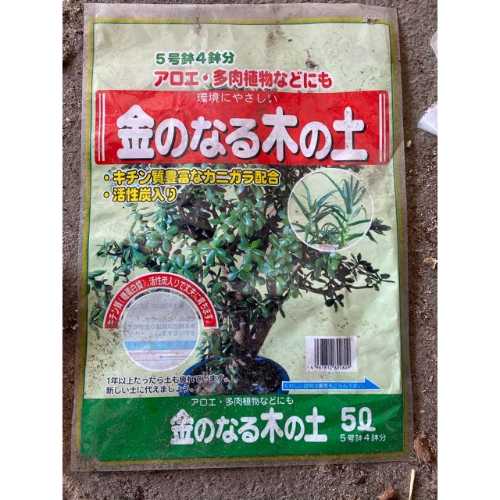 5号鉢4鉢分
アロエ・多肉植物などにも
環境にやさしい
金のなる木の土
・キチン質豊富なカニガラ配合
・活性炭入り
1年以上たったら土も疲れています。
新しい土に代えましょう。
アロエ・多肉植物などにも
金のなる木の土 5ℓ
5号鉢4鉢分